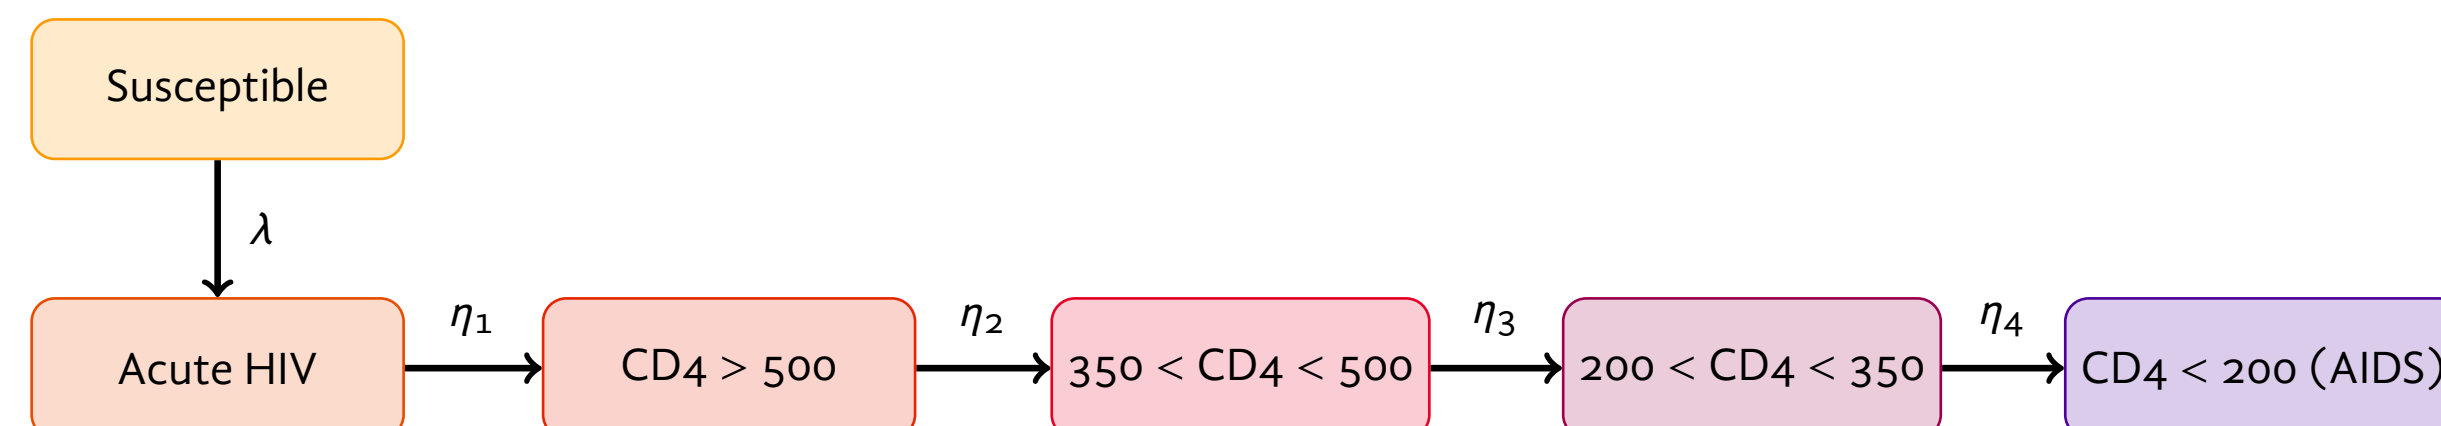 Susceptible
λ
η1 η2 η3 η4
Acute HIV CD4 > 500 350 < CD4 < 500 200 < CD4 < 350 CD4 < 200 (AIDS)